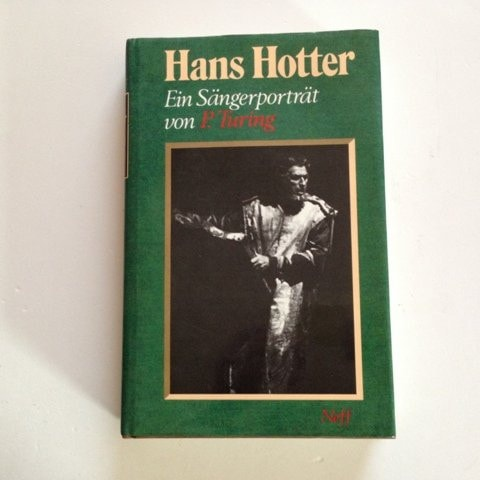 Hans Hotter
Ein Sängerporträt
von P. Turing
Neff